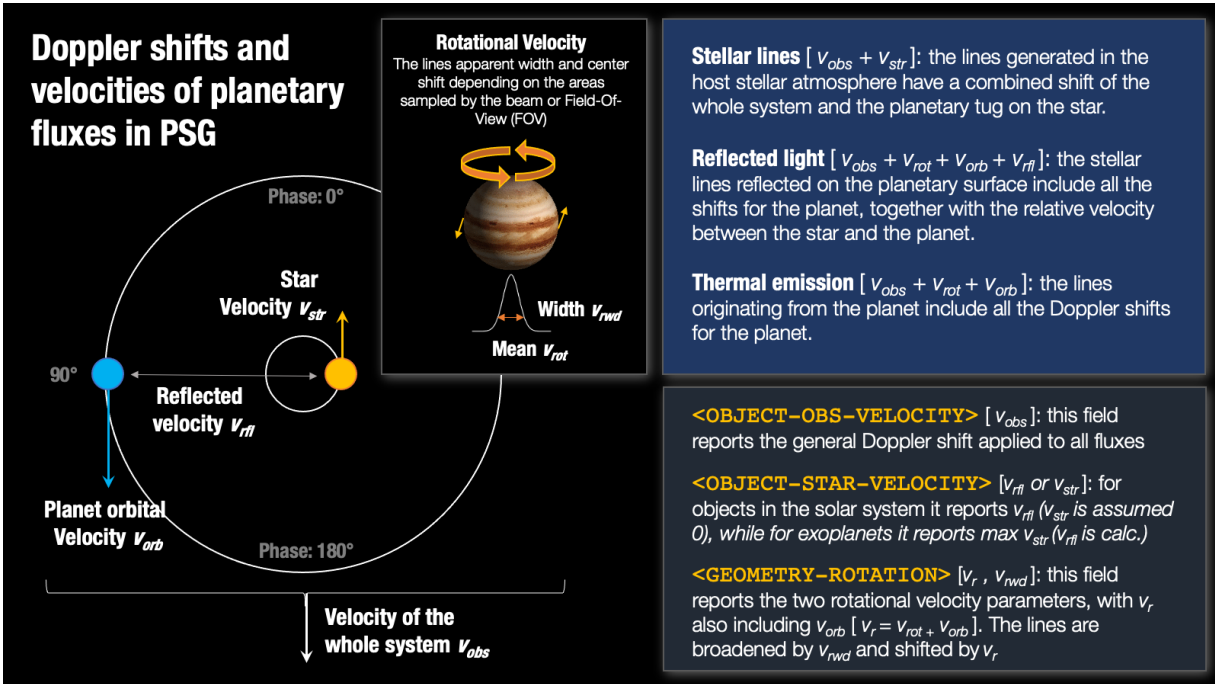 Doppler shifts and
velocities of planetary
fluxes in PSG
Rotational Velocity
The lines apparent width and center
shift depending on the areas
sampled by the beam or Field-Of-
View (FOV)
Width vrwd
Mean vrot
Phase: 0°
Star
Velocity vstr
90°
Reflected
velocity vrfl
Planet orbital
Velocity vorb
Phase: 180°
Velocity of the
whole system vobs
Stellar lines [ vobs + vstr ]: the lines generated in the
host stellar atmosphere have a combined shift of the
whole system and the planetary tug on the star.
Reflected light [ vobs + vrot + vorb + vrfl ]: the stellar
lines reflected on the planetary surface include all the
shifts for the planet, together with the relative velocity
between the star and the planet.
Thermal emission [ vobs + vrot + vorb ]: the lines
originating from the planet include all the Doppler shifts
for the planet.
<OBJECT-OBS-VELOCITY> [ vobs ]: this field
reports the general Doppler shift applied to all fluxes
<OBJECT-STAR-VELOCITY> [vrfl or vstr ]: for
objects in the solar system it reports vrfl (vstr is assumed
0), while for exoplanets it reports max vstr (vrfl is calc.)
<GEOMETRY-ROTATION> [vr , vrwd ]: this field
reports the two rotational velocity parameters, with vr
also including vorb [ vr = vrot + vorb ]. The lines are
broadened by vrwd and shifted by vr